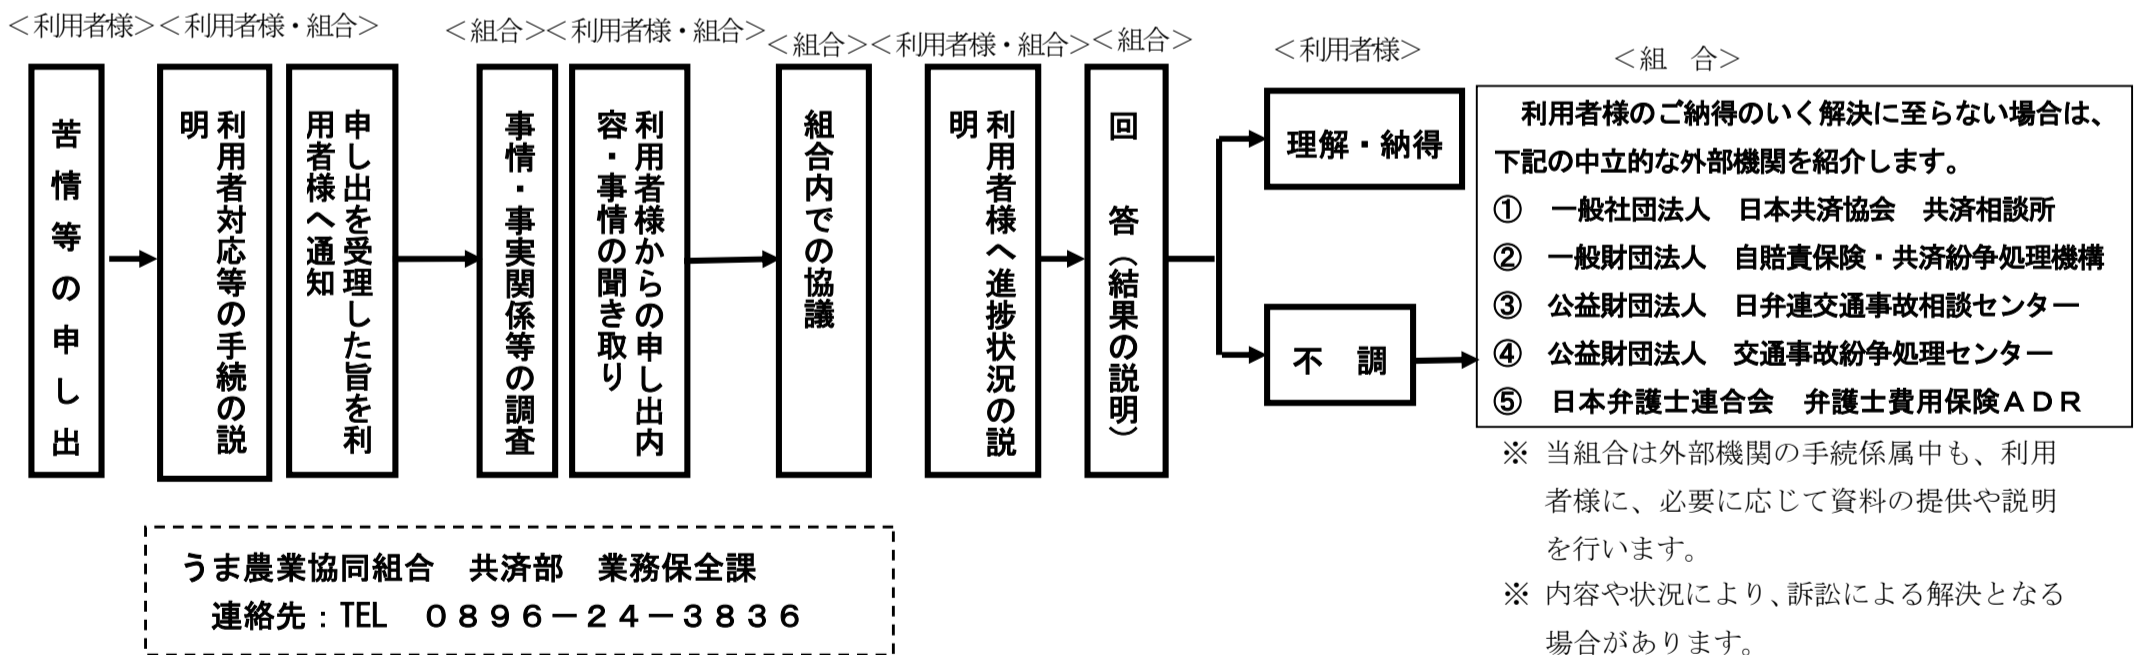 ＜利用者様＞
＜利用者様・組合＞
＜組合＞
＜利用者様・組合＞
＜組合＞
＜利用者様・組合＞
＜組合＞
＜利用者様＞
＜組　合＞
苦情等の申し出
利用者対応等の手続の説
明
申し出を受理した旨を利
用者様へ通知
事情・事実関係等の調査
利用者様からの申し出内
容・事情の聞き取り
組合内での協議
利用者様へ進捗状況の説
明
回　答（結果の説明）
理解・納得
不　調
利用者様のご納得のいく解決に至らない場合は、
下記の中立的な外部機関を紹介します。
①　一般社団法人　日本共済協会　共済相談所
②　一般財団法人　自賠責保険・共済紛争処理機構
③　公益財団法人　日弁連交通事故相談センター
④　公益財団法人　交通事故紛争処理センター
⑤　日本弁護士連合会　弁護士費用保険ＡＤＲ
※ 当組合は外部機関の手続係属中も、利用
者様に、必要に応じて資料の提供や説明
を行います。
※ 内容や状況により、訴訟による解決となる
場合があります。
うま農業協同組合　共済部　業務保全課
連絡先：TEL　０８９６－２４－３８３６